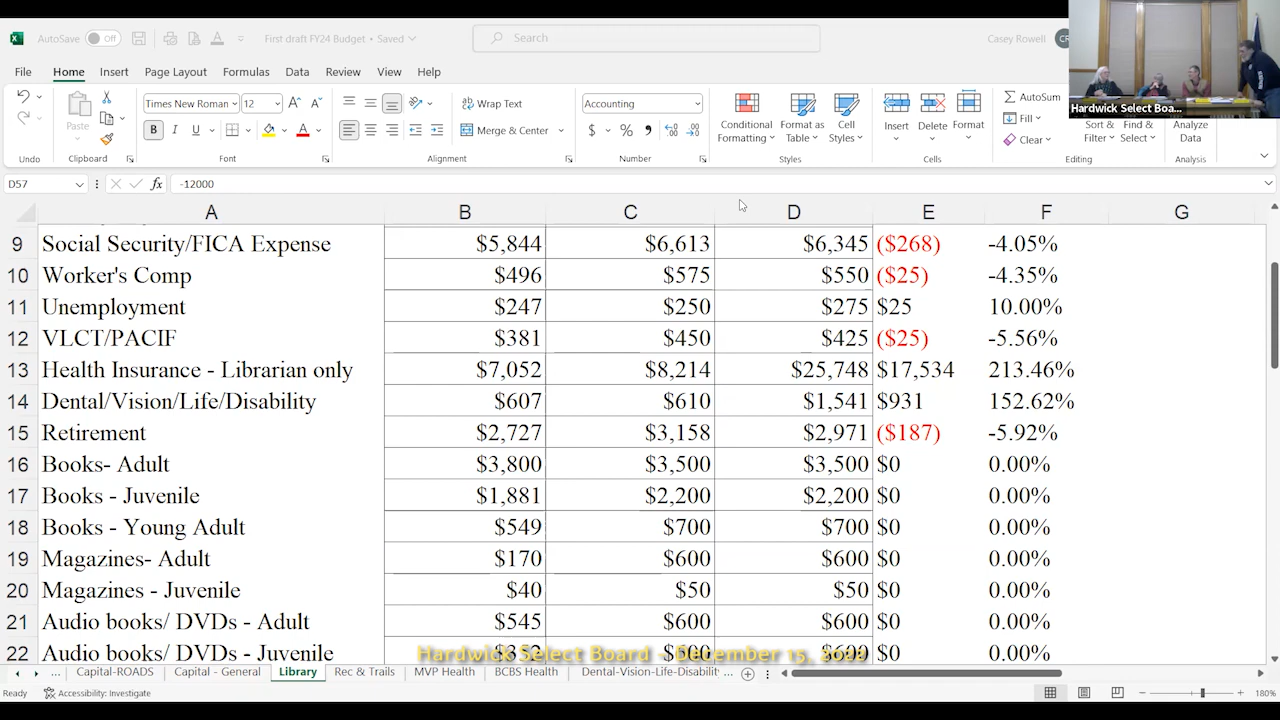 AutoSave Off First draft FY24 Budget • Saved Search Casey Rowell CR
File Home Insert Page Layout Formulas Data Review View Help
Times New Roman 12 Wrap Text Accounting AutoSum Hardwick Select Boa...
Paste B I U Merge & Center $ % Conditional Formatting Format as Table Cell Styles Insert Delete Format Fill Clear Sort & Filter Find & Select Analyze Data
Undo Clipboard Font Alignment Number Styles Cells Editing Analysis
D57 fx -12000
A B C D E F G
9 Social Security/FICA Expense $5,844 $6,613 $6,345 ($268) -4.05%
10 Worker's Comp $496 $575 $550 ($25) -4.35%
11 Unemployment $247 $250 $275 $25 10.00%
12 VLCT/PACIF $381 $450 $425 ($25) -5.56%
13 Health Insurance - Librarian only $7,052 $8,214 $25,748 $17,534 213.46%
14 Dental/Vision/Life/Disability $607 $610 $1,541 $931 152.62%
15 Retirement $2,727 $3,158 $2,971 ($187) -5.92%
16 Books- Adult $3,800 $3,500 $3,500 $0 0.00%
17 Books - Juvenile $1,881 $2,200 $2,200 $0 0.00%
18 Books - Young Adult $549 $700 $700 $0 0.00%
19 Magazines- Adult $170 $600 $600 $0 0.00%
20 Magazines - Juvenile $40 $50 $50 $0 0.00%
21 Audio books/ DVDs - Adult $545 $600 $600 $0 0.00%
22 Audio books/ DVDs - Juvenile $0 0.00%
Hardwick Select Board - December 15, 2022
... Capital-ROADS Capital - General Library Rec & Trails MVP Health BCBS Health Dental-Vision-Life-Disabilit ...
Ready Accessibility: Investigate 180%